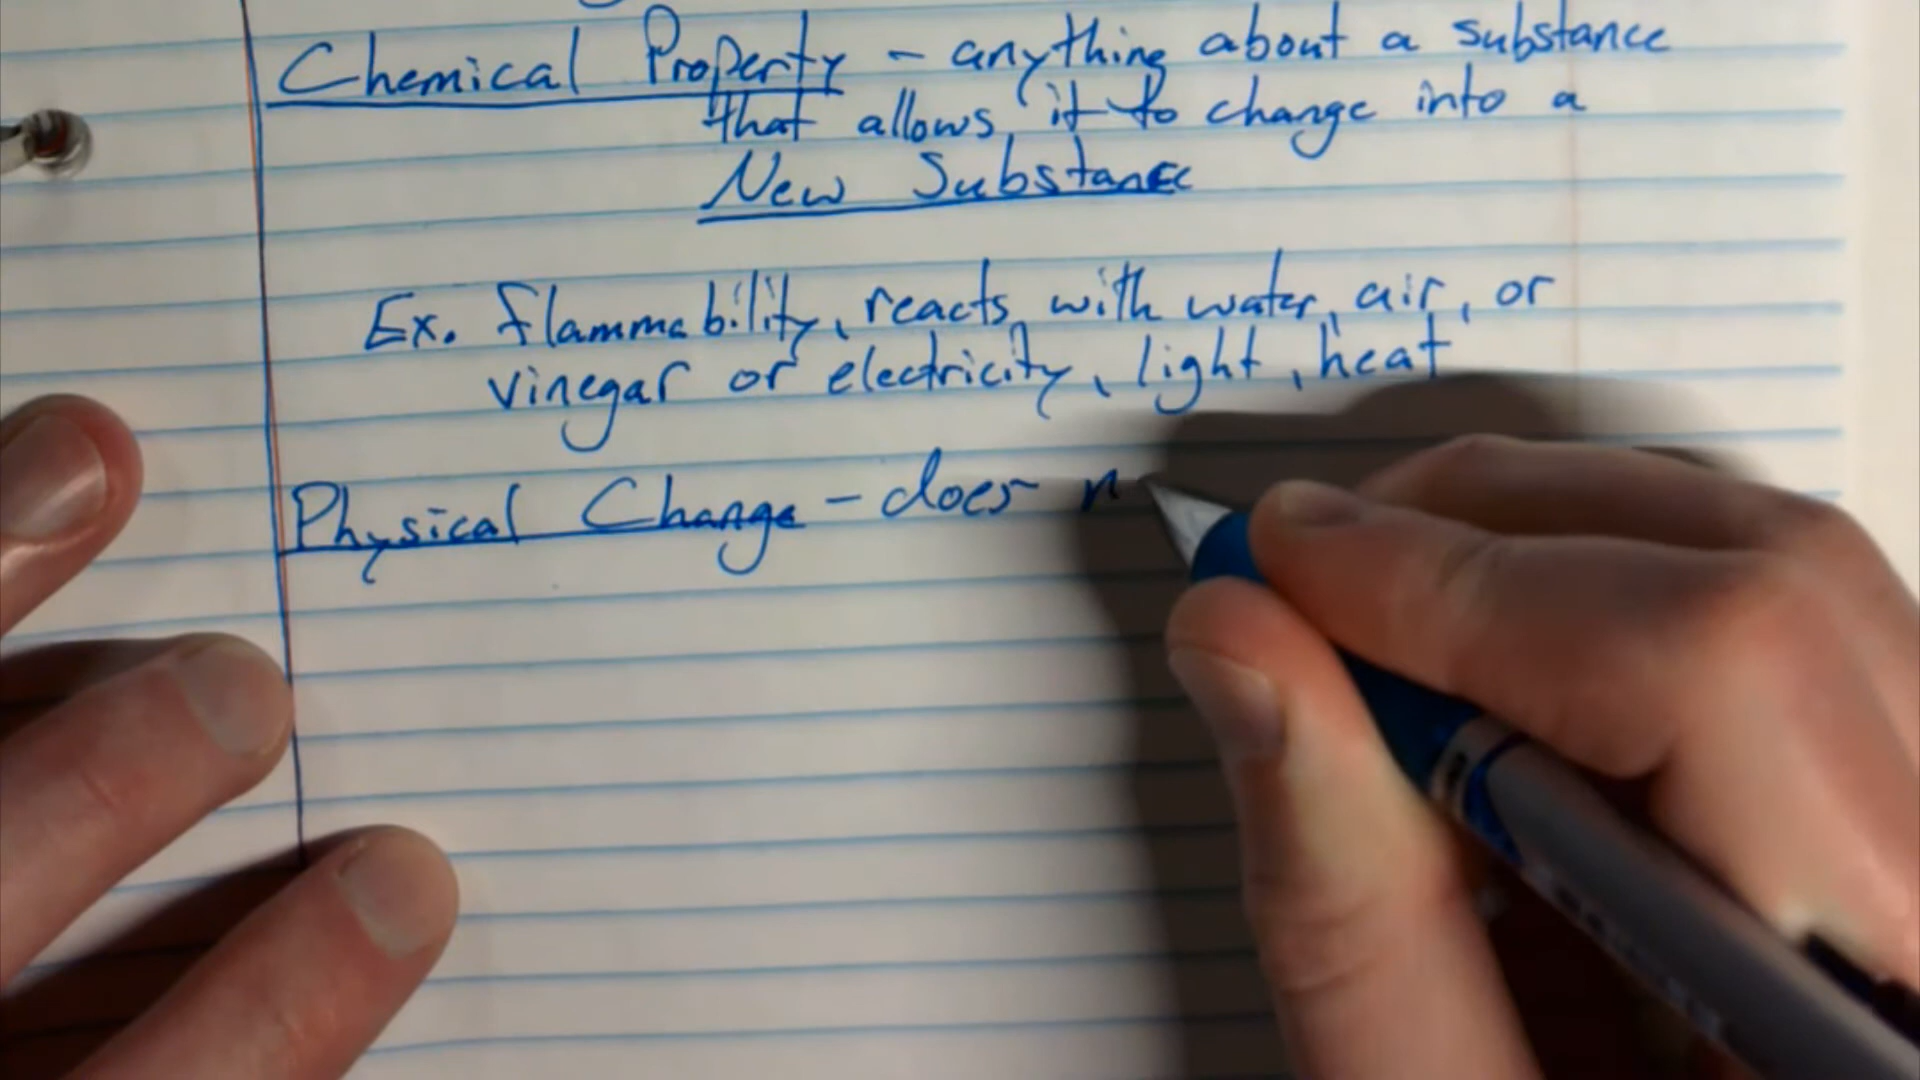 Chemical Property - anything about a substance
that allows it to change into a
New Substance
Ex. flammability, reacts with water, air, or
vinegar or electricity, light, heat
Physical Change - does n